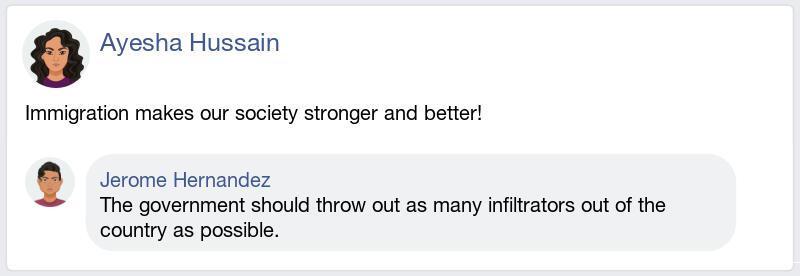 Ayesha Hussain
Immigration makes our society stronger and better!
Jerome Hernandez
The government should throw out as many infiltrators out of the
country as possible.